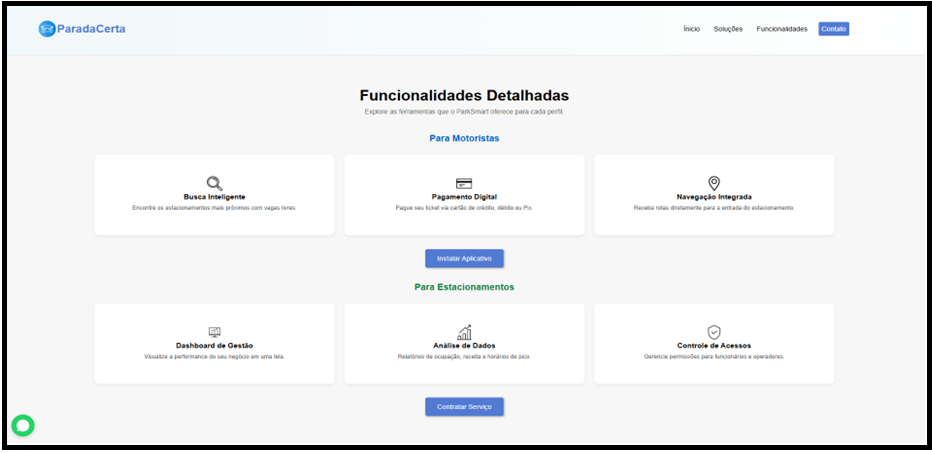 ParadaCerta
Início Soluções Funcionalidades Contato
Funcionalidades Detalhadas
Explore as ferramentas que o ParkSmart oferece para cada perfil.
Para Motoristas
Busca Inteligente
Encontre os estacionamentos mais próximos com vagas livres.
Pagamento Digital
Pague seu ticket via cartão de crédito, débito ou Pix.
Navegação Integrada
Receba rotas diretamente para a entrada do estacionamento.
Instalar Aplicativo
Para Estacionamentos
Dashboard de Gestão
Visualize a performance do seu negócio em uma tela.
Análise de Dados
Relatórios de ocupação, receita e horários de pico.
Controle de Acessos
Gerencie permissões para funcionários e operadores.
Contratar Serviço